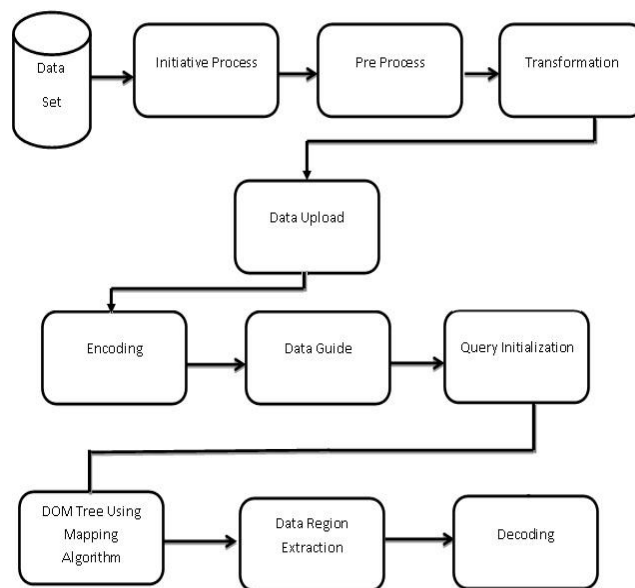 Data
Set
Initiative Process
Pre Process
Transformation
Data Upload
Encoding
Data Guide
Query Initialization
DOM Tree Using
Mapping
Algorithm
Data Region
Extraction
Decoding